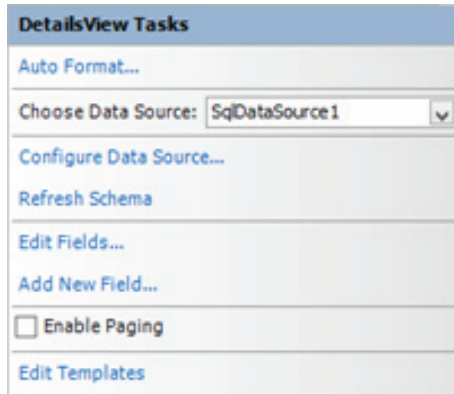 DetailsView Tasks
Auto Format...
Choose Data Source: SqlDataSource1
Configure Data Source...
Refresh Schema
Edit Fields...
Add New Field...
Enable Paging
Edit Templates